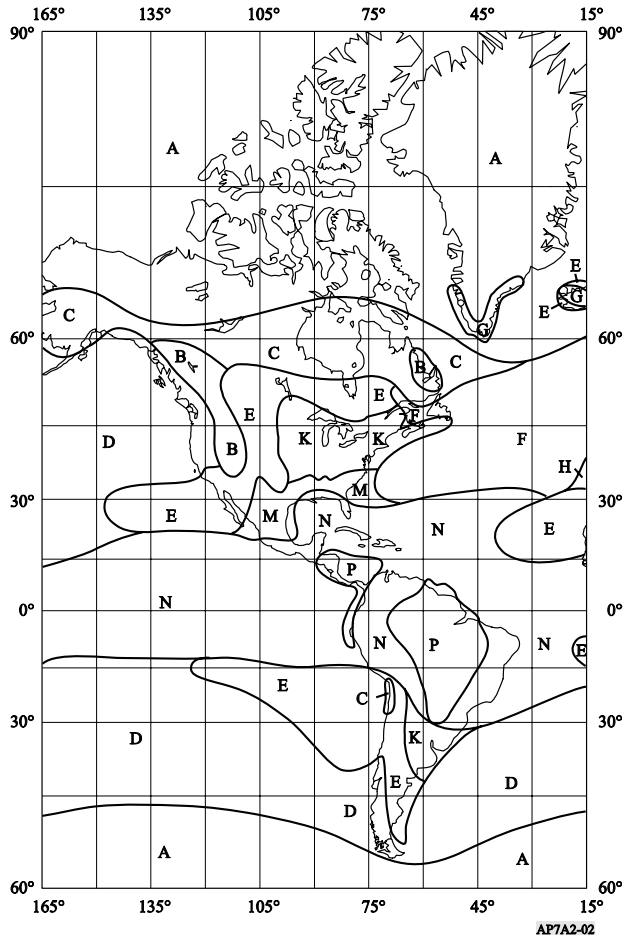 165° 135° 105° 75° 45° 15°
90° 90°
A A
E
C G
E
G
60° 60°
B C B C
E E
F
D B K K F
H
30° M 30°
E M N N E
P
N 0° 0°
N P N E
E
C
30° 30°
D K
E D
D
A A
60° 60°
165° 135° 105° 75° 45° 15°
AP7A2-02